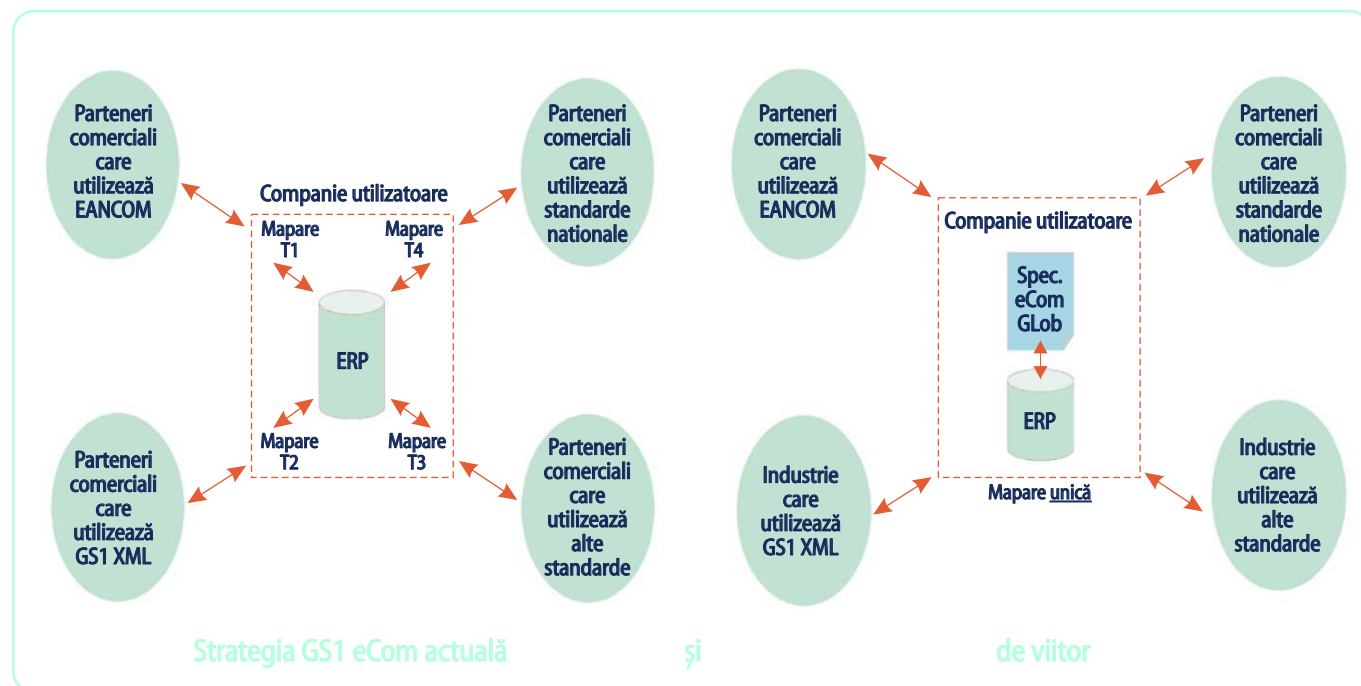 Parteneri
comerciali
care
utilizează
EANCOM
Parteneri
comerciali
care
utilizează
standarde
nationale
Companie utilizatoare
Mapare
T1
Mapare
T4
ERP
Mapare
T2
Mapare
T3
Parteneri
comerciali
care
utilizează
GS1 XML
Parteneri
comerciali
care
utilizează
alte
standarde
Parteneri
comerciali
care
utilizează
EANCOM
Parteneri
comerciali
care
utilizează
standarde
nationale
Companie utilizatoare
Spec.
eCom
GLob
ERP
Mapare unică
Industrie
care
utilizează
GS1 XML
Industrie
care
utilizează
alte
standarde
Strategia GS1 eCom actuală și de viitor